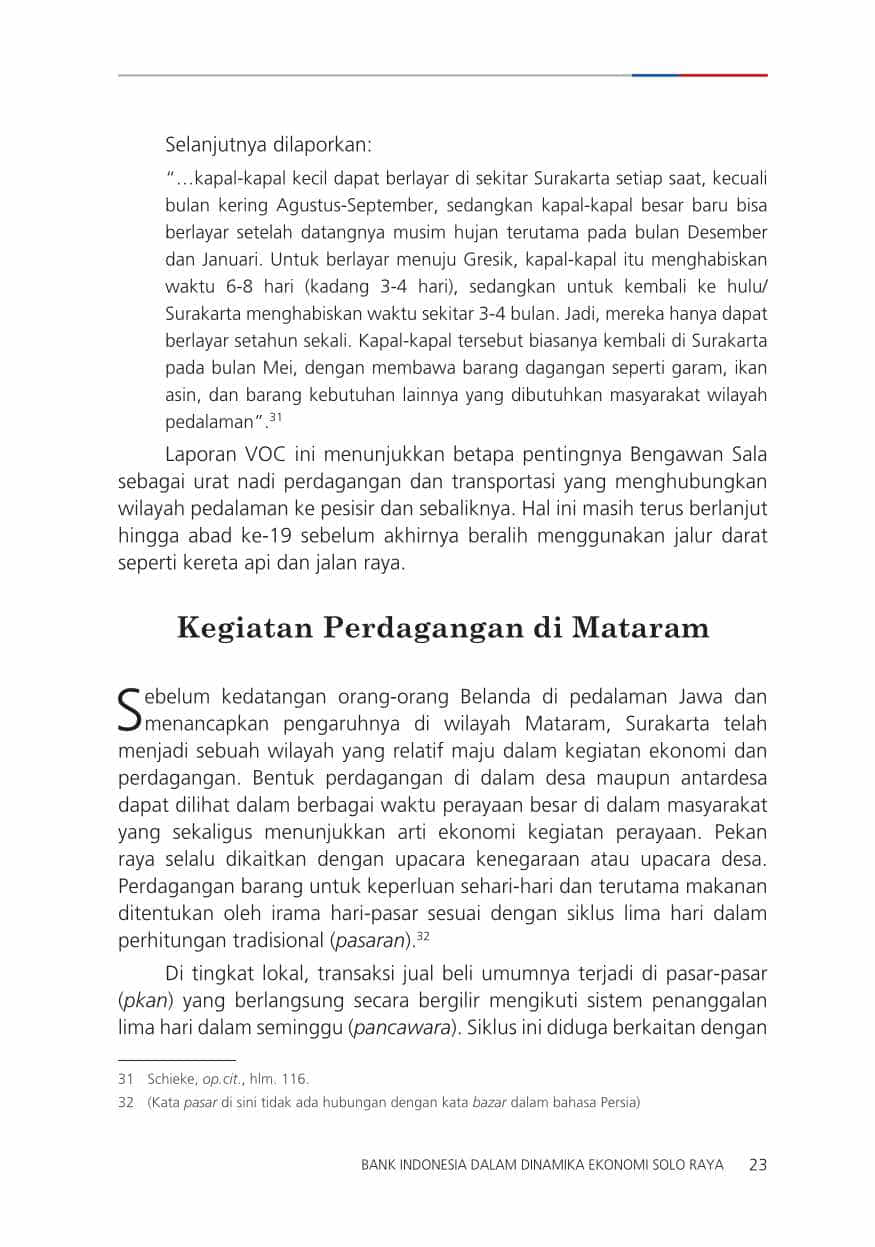 Selanjutnya dilaporkan:
“…kapal-kapal kecil dapat berlayar di sekitar Surakarta setiap saat, kecuali
bulan kering Agustus-September, sedangkan kapal-kapal besar baru bisa
berlayar setelah datangnya musim hujan terutama pada bulan Desember
dan Januari. Untuk berlayar menuju Gresik, kapal-kapal itu menghabiskan
waktu 6-8 hari (kadang 3-4 hari), sedangkan untuk kembali ke hulu/
Surakarta menghabiskan waktu sekitar 3-4 bulan. Jadi, mereka hanya dapat
berlayar setahun sekali. Kapal-kapal tersebut biasanya kembali di Surakarta
pada bulan Mei, dengan membawa barang dagangan seperti garam, ikan
asin, dan barang kebutuhan lainnya yang dibutuhkan masyarakat wilayah
pedalaman”.31
Laporan VOC ini menunjukkan betapa pentingnya Bengawan Sala
sebagai urat nadi perdagangan dan transportasi yang menghubungkan
wilayah pedalaman ke pesisir dan sebaliknya. Hal ini masih terus berlanjut
hingga abad ke-19 sebelum akhirnya beralih menggunakan jalur darat
seperti kereta api dan jalan raya.
Kegiatan Perdagangan di Mataram
Sebelum kedatangan orang-orang Belanda di pedalaman Jawa dan
menancapkan pengaruhnya di wilayah Mataram, Surakarta telah
menjadi sebuah wilayah yang relatif maju dalam kegiatan ekonomi dan
perdagangan. Bentuk perdagangan di dalam desa maupun antardesa
dapat dilihat dalam berbagai waktu perayaan besar di dalam masyarakat
yang sekaligus menunjukkan arti ekonomi kegiatan perayaan. Pekan
raya selalu dikaitkan dengan upacara kenegaraan atau upacara desa.
Perdagangan barang untuk keperluan sehari-hari dan terutama makanan
ditentukan oleh irama hari-pasar sesuai dengan siklus lima hari dalam
perhitungan tradisional (pasaran).32
Di tingkat lokal, transaksi jual beli umumnya terjadi di pasar-pasar
(pkan) yang berlangsung secara bergilir mengikuti sistem penanggalan
lima hari dalam seminggu (pancawara). Siklus ini diduga berkaitan dengan
31 Schieke, op.cit., hlm. 116.
32 (Kata pasar di sini tidak ada hubungan dengan kata bazar dalam bahasa Persia)
BANK INDONESIA DALAM DINAMIKA EKONOMI SOLO RAYA 23